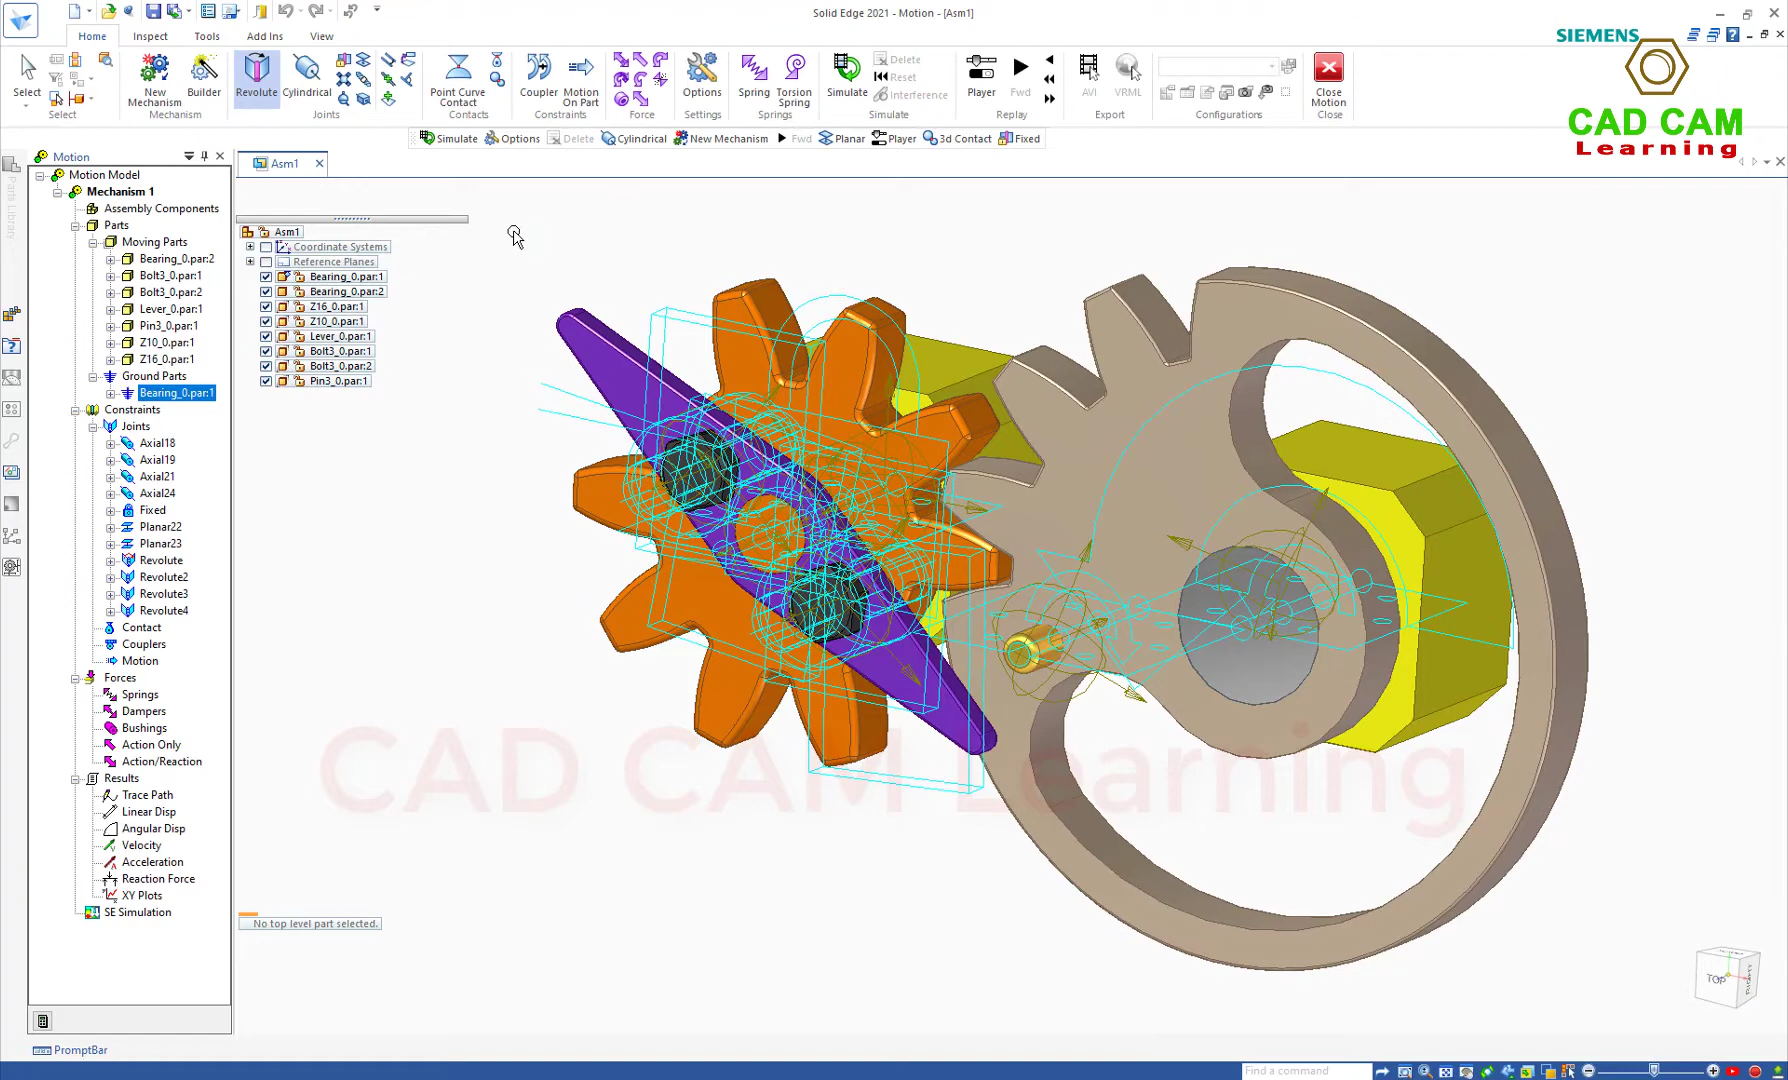 Solid Edge 2021 - Motion - [Asm1]
Home Inspect Tools Add Ins View
Select
New Mechanism
Builder
Revolute
Cylindrical
Point Curve Contact
Coupler
Motion On Part
Options
Spring
Torsion Spring
Simulate
Delete
Reset
Interference
Player
Fwd
AVI
VRML
Close Motion
Select Mechanism Joints Contacts Constraints Force Settings Springs Simulate Replay Export Configurations Close
SIEMENS
CAD CAM
Learning
Simulate Options Delete Cylindrical New Mechanism Fwd Planar Player 3d Contact Fixed
Motion
Asm1
Parts Library
Motion Model
Mechanism 1
Assembly Components
Parts
Moving Parts
Bearing_0.par:2
Bolt3_0.par:1
Bolt3_0.par:2
Lever_0.par:1
Pin3_0.par:1
Z10_0.par:1
Z16_0.par:1
Ground Parts
Bearing_0.par:1
Constraints
Joints
Axial18
Axial19
Axial21
Axial24
Fixed
Planar22
Planar23
Revolute
Revolute2
Revolute3
Revolute4
Contact
Couplers
Motion
Forces
Springs
Dampers
Bushings
Action Only
Action/Reaction
Results
Trace Path
Linear Disp
Angular Disp
Velocity
Acceleration
Reaction Force
XY Plots
SE Simulation
Asm1
Coordinate Systems
Reference Planes
Bearing_0.par:1
Bearing_0.par:2
Z16_0.par:1
Z10_0.par:1
Lever_0.par:1
Bolt3_0.par:1
Bolt3_0.par:2
Pin3_0.par:1
CAD CAM Learning
No top level part selected.
TOP
RIGHT
PromptBar
Find a command